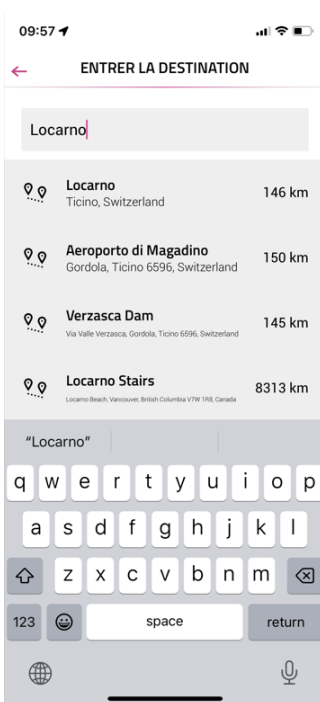 09:57
ENTRER LA DESTINATION
Locarno
Locarno
146 km
Ticino, Switzerland
Aeroporto di Magadino
150 km
Gordola, Ticino 6596, Switzerland
Verzasca Dam
145 km
Via Valle Verzasca, Gordola, Ticino 6596, Switzerland
Locarno Stairs
8313 km
Locarno Beach, Vancouver, British Columbia V7W 1R8, Canada
“Locarno”
q w e r t y u i o p
a s d f g h j k l
z x c v b n m
123 space return